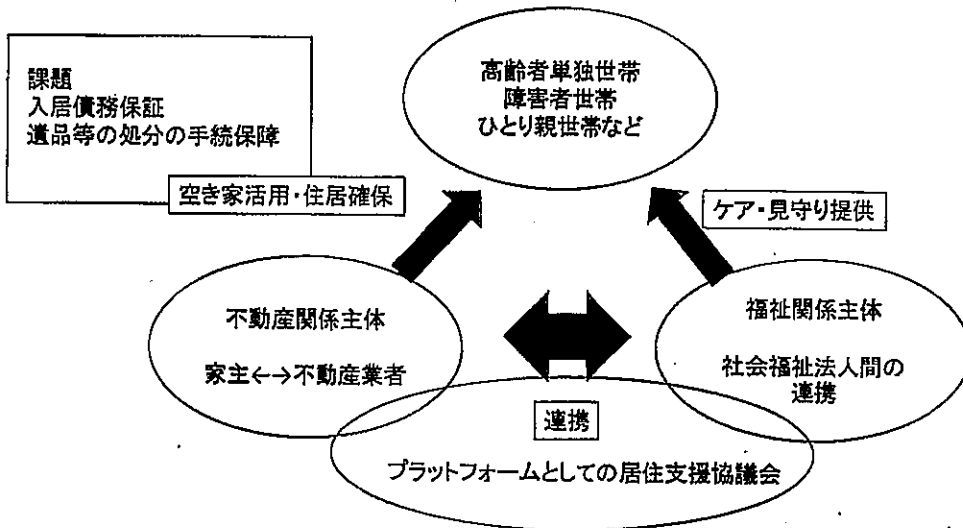 課題
入居債務保証
遺品等の処分の手続保障
高齢者単独世帯
障害者世帯
ひとり親世帯など
空き家活用・住居確保
ケア・見守り提供
不動産関係主体
家主←→不動産業者
福祉関係主体
社会福祉法人間の
連携
連携
プラットフォームとしての居住支援協議会